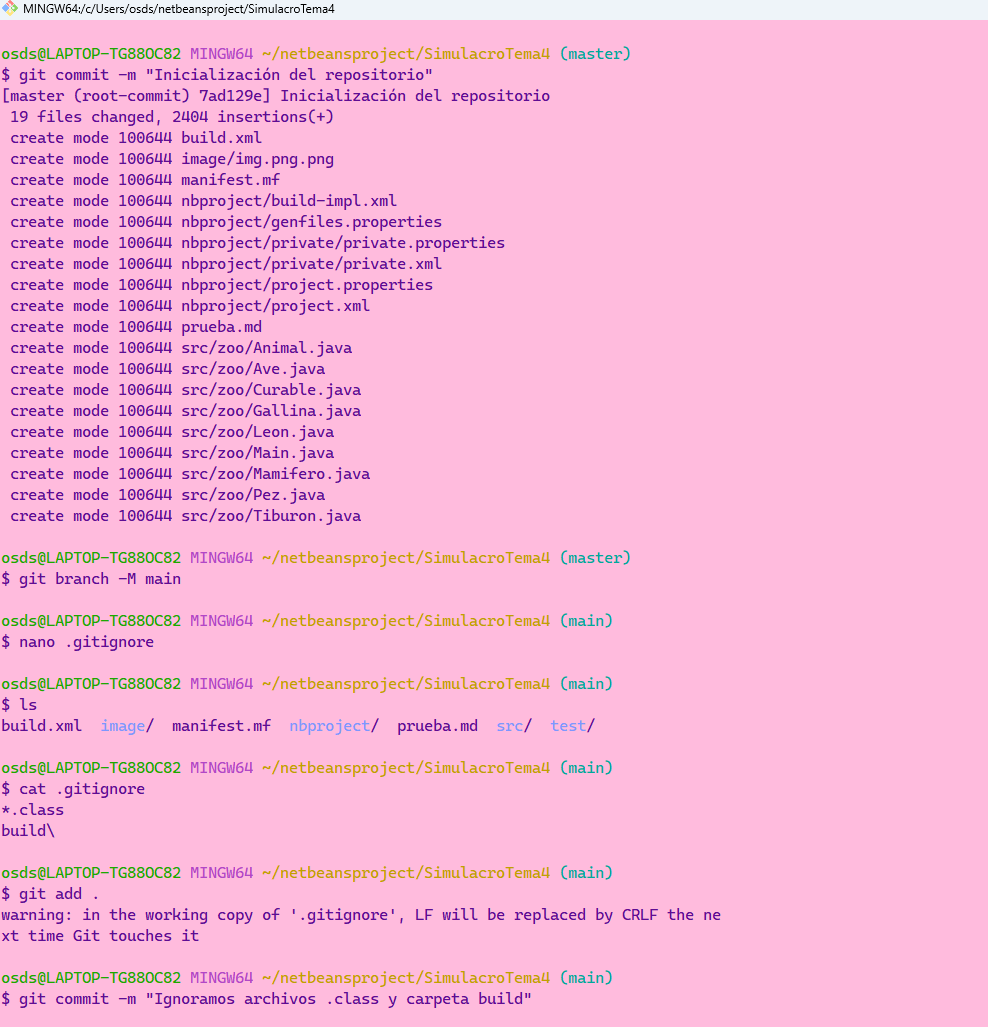 MINGW64:/c/Users/osds/netbeansproject/SimulacroTema4
osds@LAPTOP-TG88OC82 MINGW64 ~/netbeansproject/SimulacroTema4 (master)
$ git commit -m "Inicialización del repositorio"
[master (root-commit) 7ad129e] Inicialización del repositorio
 19 files changed, 2404 insertions(+)
 create mode 100644 build.xml
 create mode 100644 image/img.png.png
 create mode 100644 manifest.mf
 create mode 100644 nbproject/build-impl.xml
 create mode 100644 nbproject/genfiles.properties
 create mode 100644 nbproject/private/private.properties
 create mode 100644 nbproject/private/private.xml
 create mode 100644 nbproject/project.properties
 create mode 100644 nbproject/project.xml
 create mode 100644 prueba.md
 create mode 100644 src/zoo/Animal.java
 create mode 100644 src/zoo/Ave.java
 create mode 100644 src/zoo/Curable.java
 create mode 100644 src/zoo/Gallina.java
 create mode 100644 src/zoo/Leon.java
 create mode 100644 src/zoo/Main.java
 create mode 100644 src/zoo/Mamifero.java
 create mode 100644 src/zoo/Pez.java
 create mode 100644 src/zoo/Tiburon.java
osds@LAPTOP-TG88OC82 MINGW64 ~/netbeansproject/SimulacroTema4 (master)
$ git branch -M main
osds@LAPTOP-TG88OC82 MINGW64 ~/netbeansproject/SimulacroTema4 (main)
$ nano .gitignore
osds@LAPTOP-TG88OC82 MINGW64 ~/netbeansproject/SimulacroTema4 (main)
$ ls
build.xml  image/  manifest.mf  nbproject/  prueba.md  src/  test/
osds@LAPTOP-TG88OC82 MINGW64 ~/netbeansproject/SimulacroTema4 (main)
$ cat .gitignore
*.class
build\
osds@LAPTOP-TG88OC82 MINGW64 ~/netbeansproject/SimulacroTema4 (main)
$ git add .
warning: in the working copy of '.gitignore', LF will be replaced by CRLF the ne
xt time Git touches it
osds@LAPTOP-TG88OC82 MINGW64 ~/netbeansproject/SimulacroTema4 (main)
$ git commit -m "Ignoramos archivos .class y carpeta build"